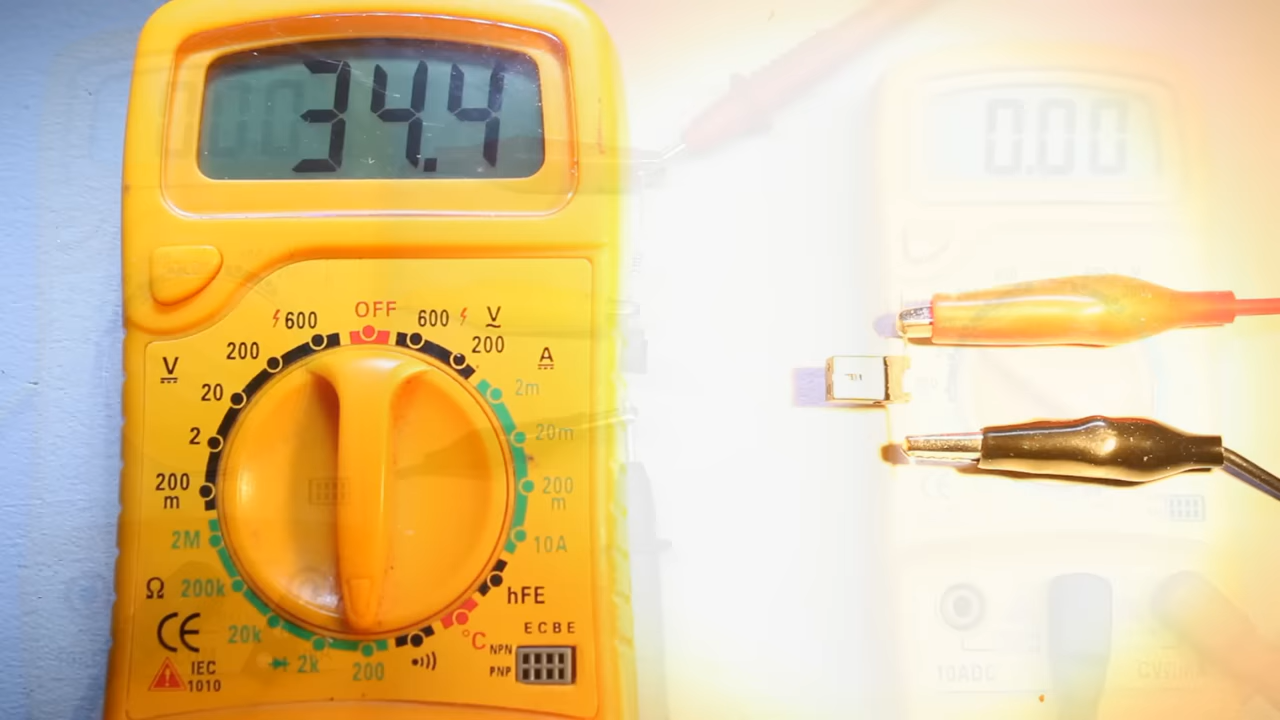 34.4
0.00
OFF
600
600
V
200
200
V
A
20
2m
2
20m
200
m
200
m
2M
10A
Ω
200k
hFE
CE
20k
°C
E C B E
NPN
IEC
1010
2k
200
PNP
10ADC